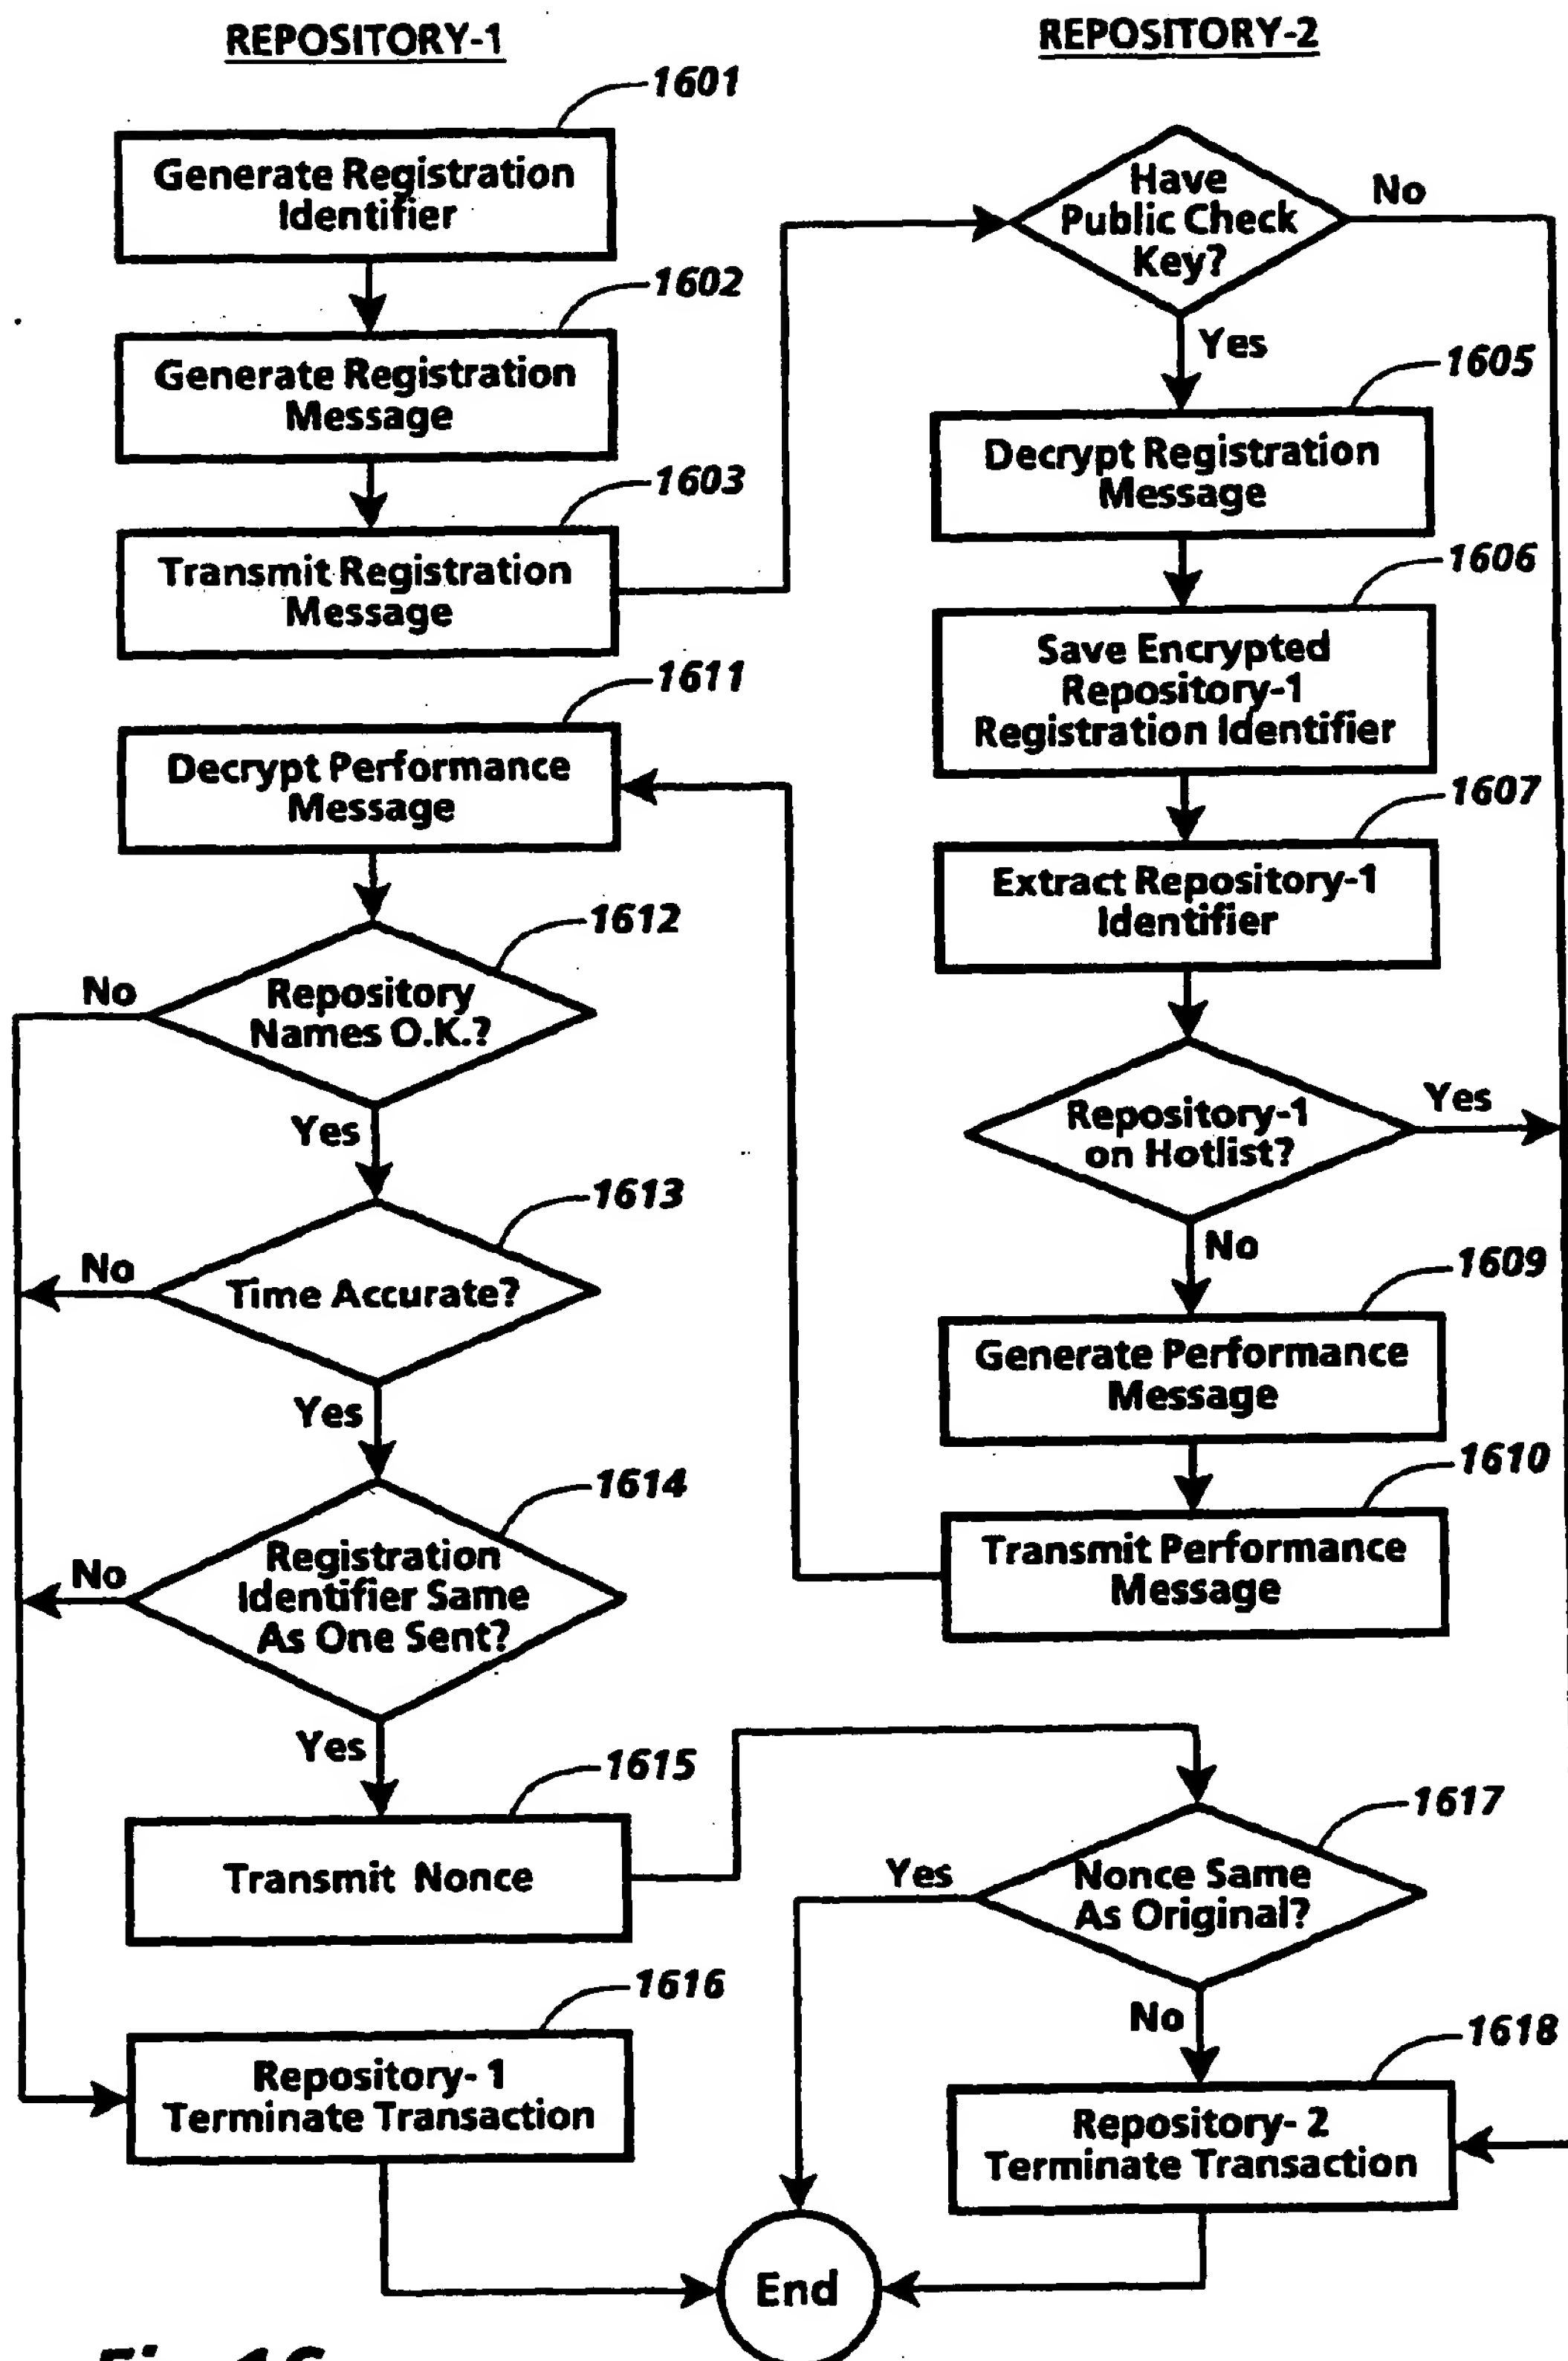 REPOSITORY-1
1601
Generate Registration
Identifier
1602
Generate Registration
Message
1603
Transmit Registration
Message
1611
Decrypt Performance
Message
1612
Repository
Names O.K.?
No
Yes
1613
Time Accurate?
No
Yes
1614
Registration
Identifier Same
As One Sent?
No
Yes
1615
Transmit Nonce
1616
Repository- 1
Terminate Transaction
REPOSITORY-2
Have
Public Check
Key?
No
Yes
1605
Decrypt Registration
Message
1606
Save Encrypted
Repository-1
Registration Identifier
1607
Extract Repository-1
Identifier
Repository-1
on Hotlist?
Yes
No
1609
Generate Performance
Message
1610
Transmit Performance
Message
1617
Nonce Same
As Original?
Yes
No
1618
Repository- 2
Terminate Transaction
End